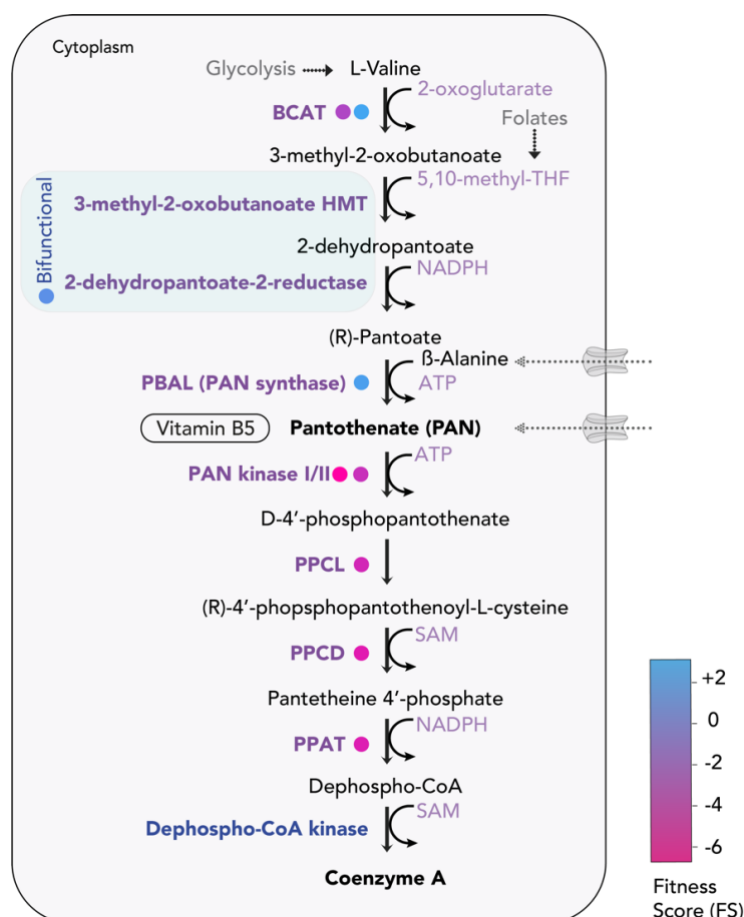 Cytoplasm
Glycolysis L-Valine
2-oxoglutarate
BCAT
Folates
3-methyl-2-oxobutanoate
5,10-methyl-THF
Bifunctional
3-methyl-2-oxobutanoate HMT
2-dehydropantoate
NADPH
2-dehydropantoate-2-reductase
(R)-Pantoate
ß-Alanine
PBAL (PAN synthase)
ATP
Vitamin B5 Pantothenate (PAN)
ATP
PAN kinase I/II
D-4’-phosphopantothenate
PPCL
(R)-4’-phopsphopantothenoyl-L-cysteine
SAM
PPCD
Pantetheine 4’-phosphate
NADPH
PPAT
Dephospho-CoA
SAM
Dephospho-CoA kinase
Coenzyme A
+2
0
-2
-4
-6
Fitness
Score (FS)